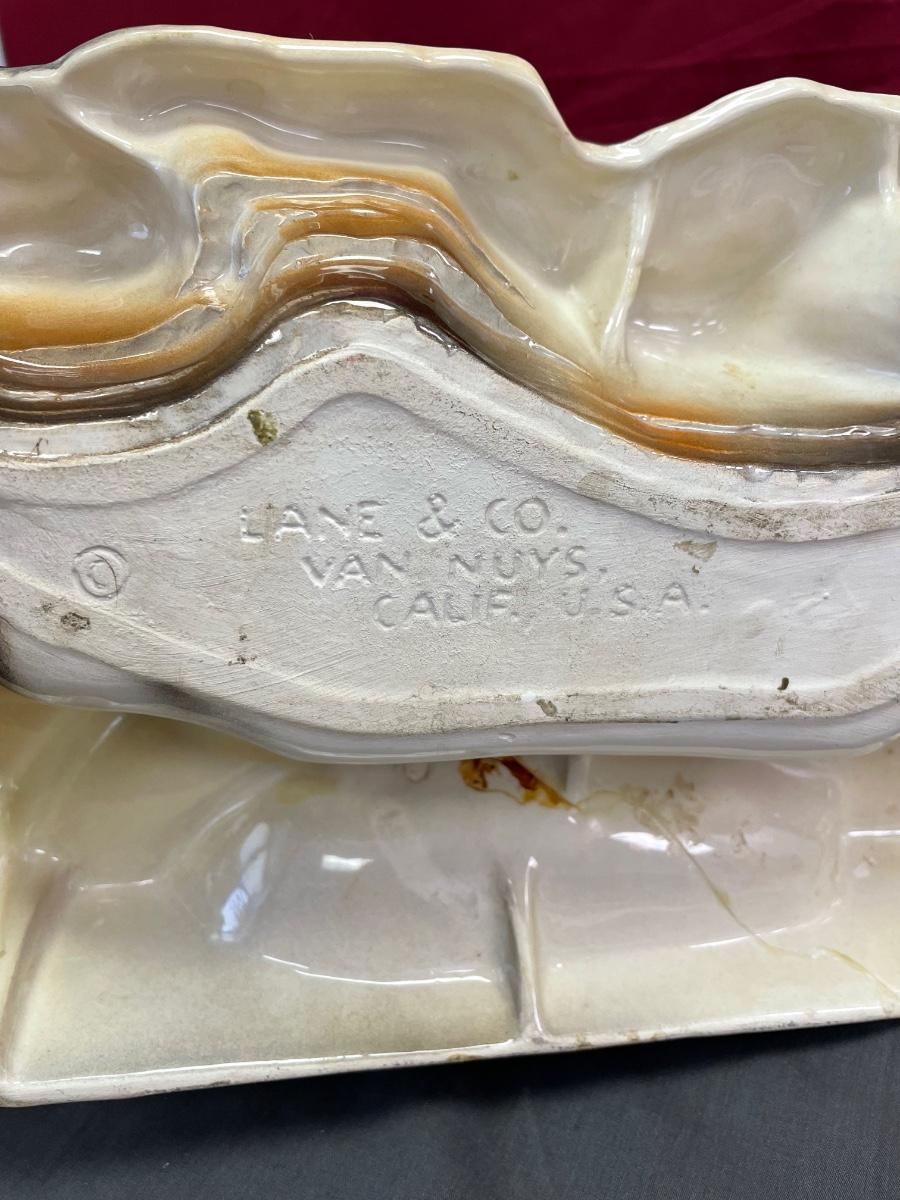 LANE & CO.
©
VAN NUYS.
CALIF. U.S.A.